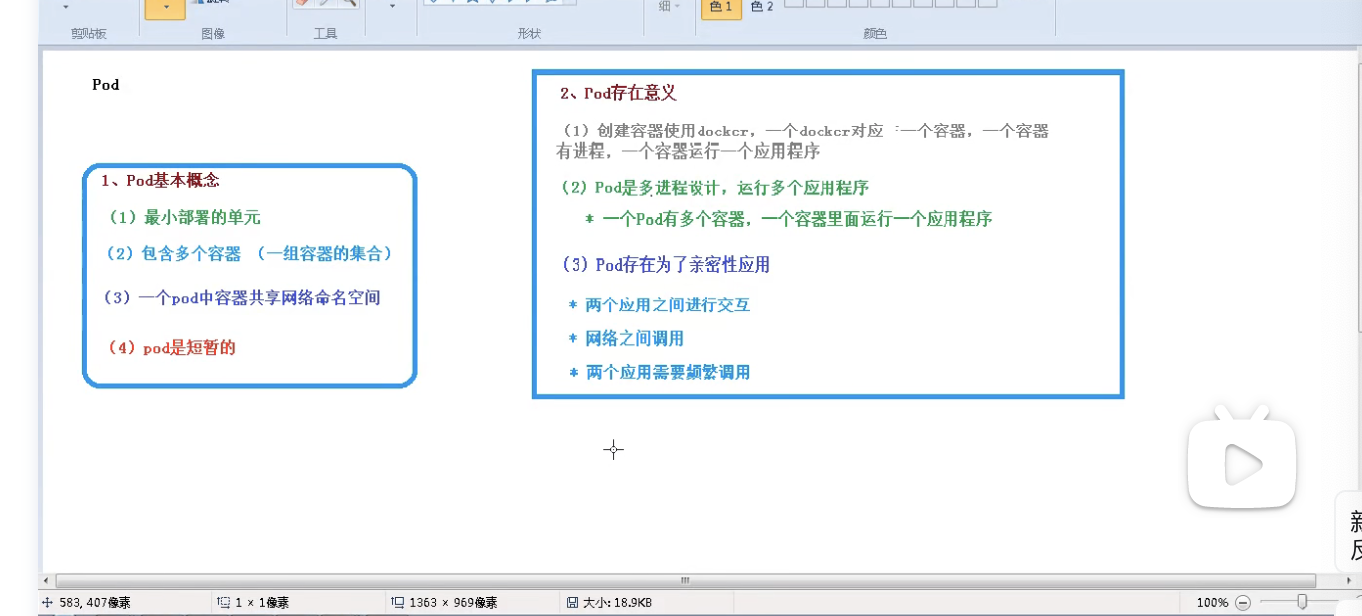 剪贴板
图像
工具
形状
细
色 1
色 2
颜色
Pod
1、Pod基本概念
（1）最小部署的单元
（2）包含多个容器 （一组容器的集合）
（3）一个pod中容器共享网络命名空间
（4）pod是短暂的
2、Pod存在意义
（1）创建容器使用docker，一个docker对应 一个容器，一个容器
有进程，一个容器运行一个应用程序
（2）Pod是多进程设计，运行多个应用程序
* 一个Pod有多个容器，一个容器里面运行一个应用程序
（3）Pod存在为了亲密性应用
* 两个应用之间进行交互
* 网络之间调用
* 两个应用需要频繁调用
583, 407像素
1 × 1像素
1363 × 969像素
大小: 18.9KB
100%